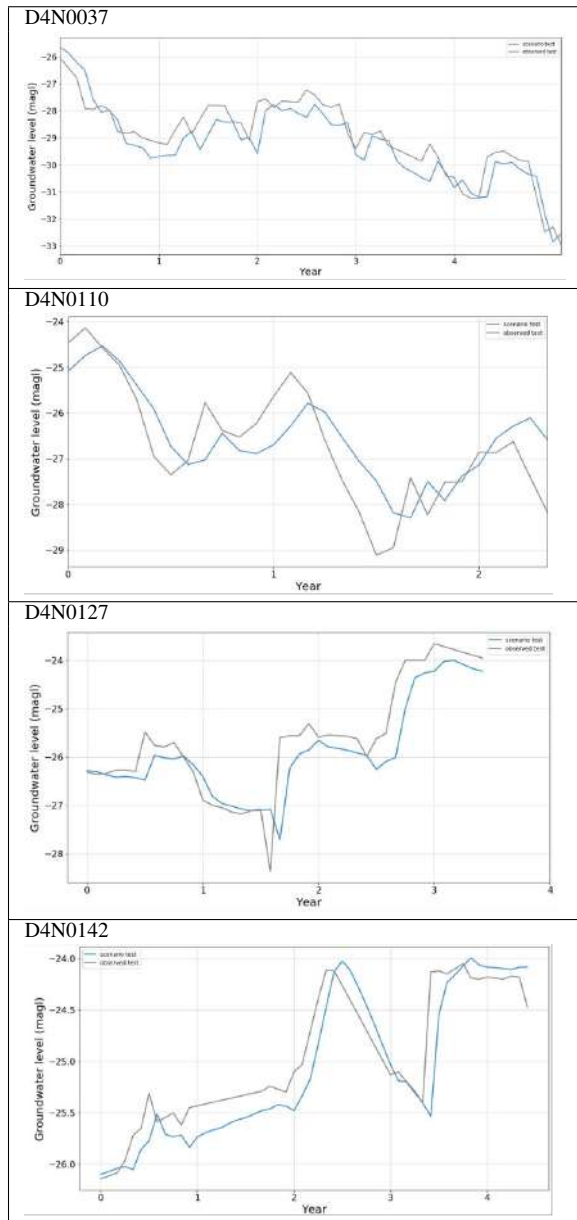 D4N0037
scenario test
observed test
Groundwater level (magl)
−26
−27
−28
−29
−30
−31
−32
−33
0
1
2
3
4
Year
D4N0110
scenario test
observed test
Groundwater level (magl)
−24
−25
−26
−27
−28
−29
0
1
2
Year
D4N0127
scenario test
observed test
Groundwater level (magl)
−24
−25
−26
−27
−28
0
1
2
3
4
Year
D4N0142
scenario test
observed test
Groundwater level (magl)
−24.0
−24.5
−25.0
−25.5
−26.0
0
1
2
3
4
Year